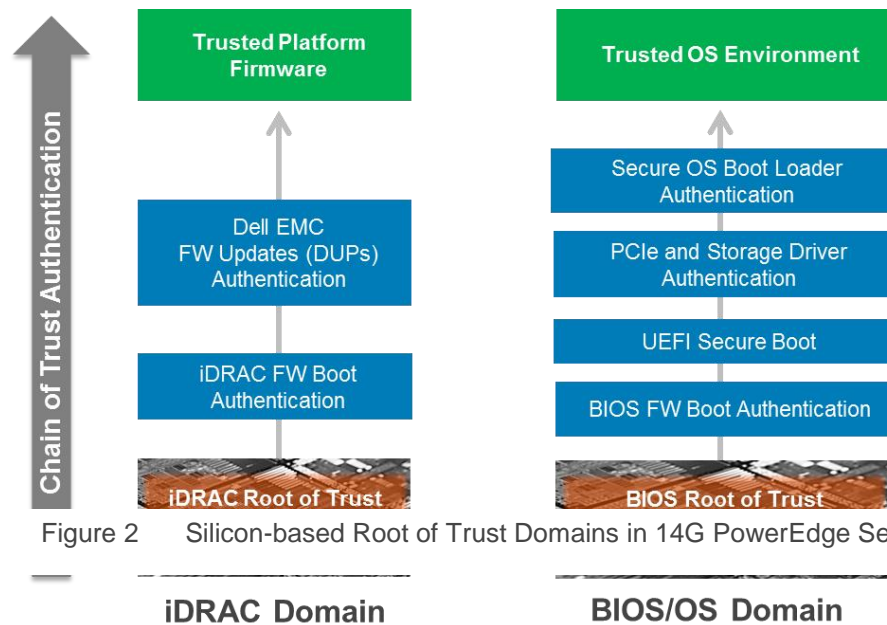 Chain of Trust Authentication
Trusted Platform
Firmware
Dell EMC
FW Updates (DUPs)
Authentication
iDRAC FW Boot
Authentication
iDRAC Root of Trust
Trusted OS Environment
Secure OS Boot Loader
Authentication
PCIe and Storage Driver
Authentication
UEFI Secure Boot
BIOS FW Boot Authentication
BIOS Root of Trust
Figure 2 Silicon-based Root of Trust Domains in 14G PowerEdge Se
iDRAC Domain
BIOS/OS Domain